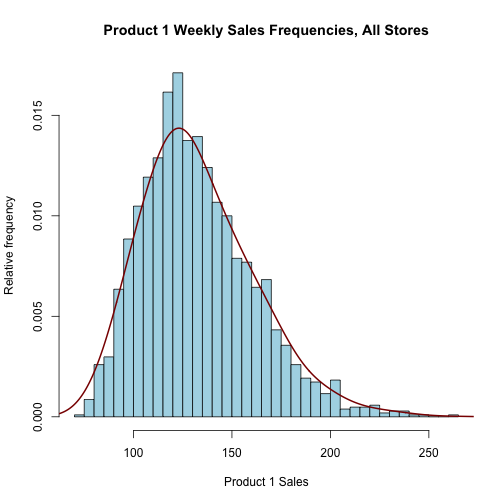 Product 1 Weekly Sales Frequencies, All Stores
Relative frequency
0.015
0.010
0.005
0.000
100 150 200 250
Product 1 Sales